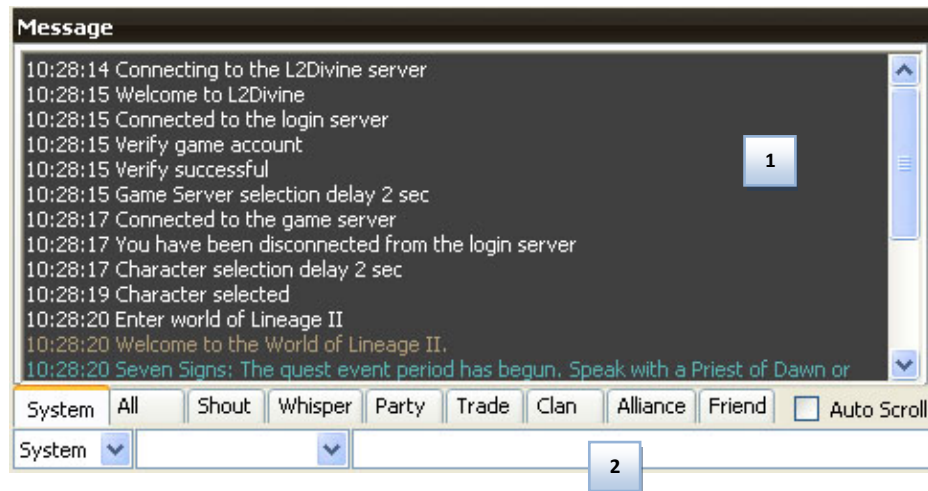 Message
10:28:14 Connecting to the L2Divine server
10:28:15 Welcome to L2Divine
10:28:15 Connected to the login server
10:28:15 Verify game account
10:28:15 Verify successful
10:28:15 Game Server selection delay 2 sec
10:28:17 Connected to the game server
10:28:17 You have been disconnected from the login server
10:28:17 Character selection delay 2 sec
10:28:19 Character selected
10:28:20 Enter world of Lineage II
10:28:20 Welcome to the World of Lineage II.
10:28:20 Seven Signs: The quest event period has begun. Speak with a Priest of Dawn or
1
System All Shout Whisper Party Trade Clan Alliance Friend Auto Scroll
System
2